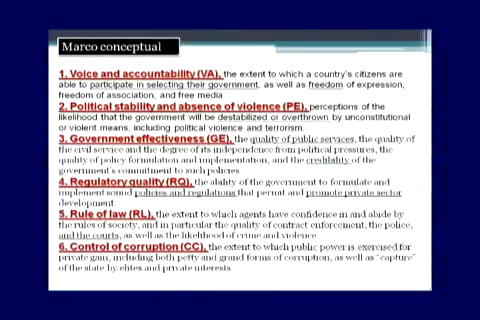 Marco conceptual
1. Voice and accountability (VA), the extent to which a country's citizens are
able to participate in selecting their government, as well as freedom of expression,
freedom of association, and free media
2. Political stability and absence of violence (PE), perceptions of the
likelihood that the government will be destabilized or overthrown by unconstitutional
or violent means, including political violence and terrorism.
3. Government effectiveness (GE), the quality of public services, the quality of
the civil service and the degree of its independence from political pressures, the
quality of policy formulation and implementation, and the credibility of the
government's commitment to such policies
4. Regulatory quality (RQ), the ability of the government to formulate and
implement sound policies and regulations that permit and promote private sector
development
5. Rule of law (RL), the extent to which agents have confidence in and abide by
the rules of society, and in particular the quality of contract enforcement, the police,
and the courts, as well as the likelihood of crime and violence
6. Control of corruption (CC), the extent to which public power is exercised for
private gain, including both petty and grand forms of corruption, as well as "capture"
of the state by elites and private interests